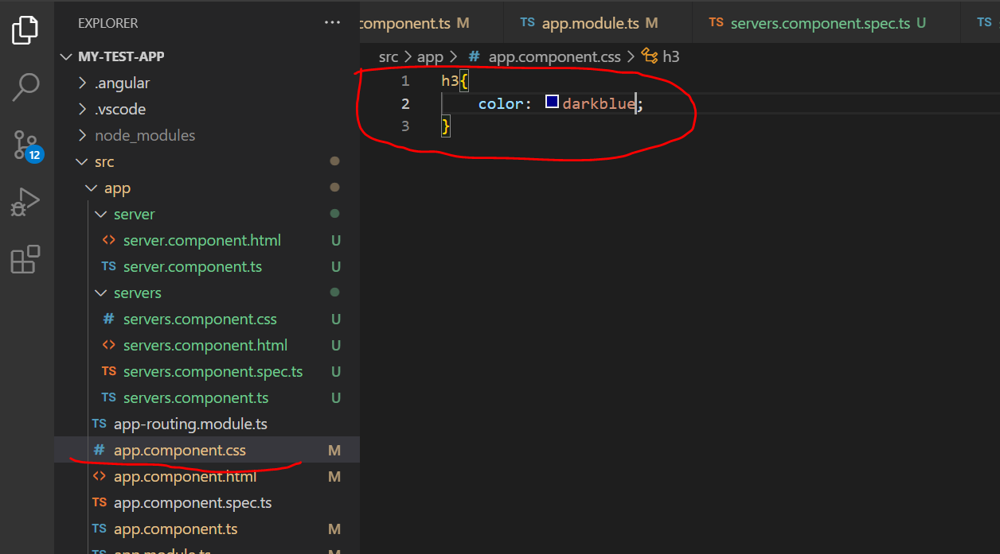 EXPLORER ...
component.ts M TS app.module.ts M TS servers.component.spec.ts U TS
MY-TEST-APP
src > app > # app.component.css > h3
.angular
.vscode
node_modules
src
app
server
<> server.component.html U
TS server.component.ts U
servers
# servers.component.css U
<> servers.component.html U
TS servers.component.spec.ts U
TS servers.component.ts U
TS app-routing.module.ts
# app.component.css M
<> app.component.html M
TS app.component.spec.ts
TS app.component.ts M
TS app.module.ts M
12
1 h3{
2 color: darkblue;
3 }